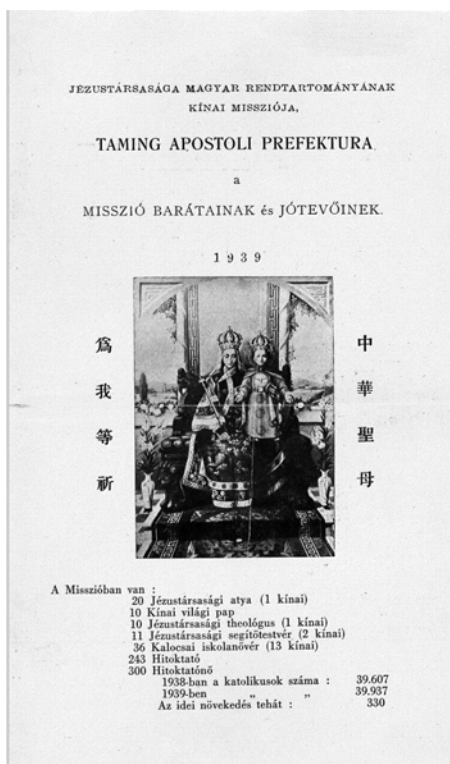 JÉZUSTÁRSASÁGA MAGYAR RENDTARTOMÁNYÁNAK
KÍNAI MISSZIÓJA,
TAMING APOSTOLI PREFEKTURA
a
MISSZIÓ BARÁTAINAK és JÓTEVŐINEK.
1939
中華聖母
爲我等祈
A Misszióban van :
20 Jézustársasági atya (1 kínai)
10 Kínai világi pap
10 Jézustársasági theológus (1 kínai)
11 Jézustársasági segítőtestvér (2 kínai)
36 Kalocsai iskolanővér (13 kínai)
243 Hitoktató
300 Hitoktatónő
1938-ban a katolikusok száma : 39.607
1939-ben „ „ 39.937
Az idei növekedés tehát : 330